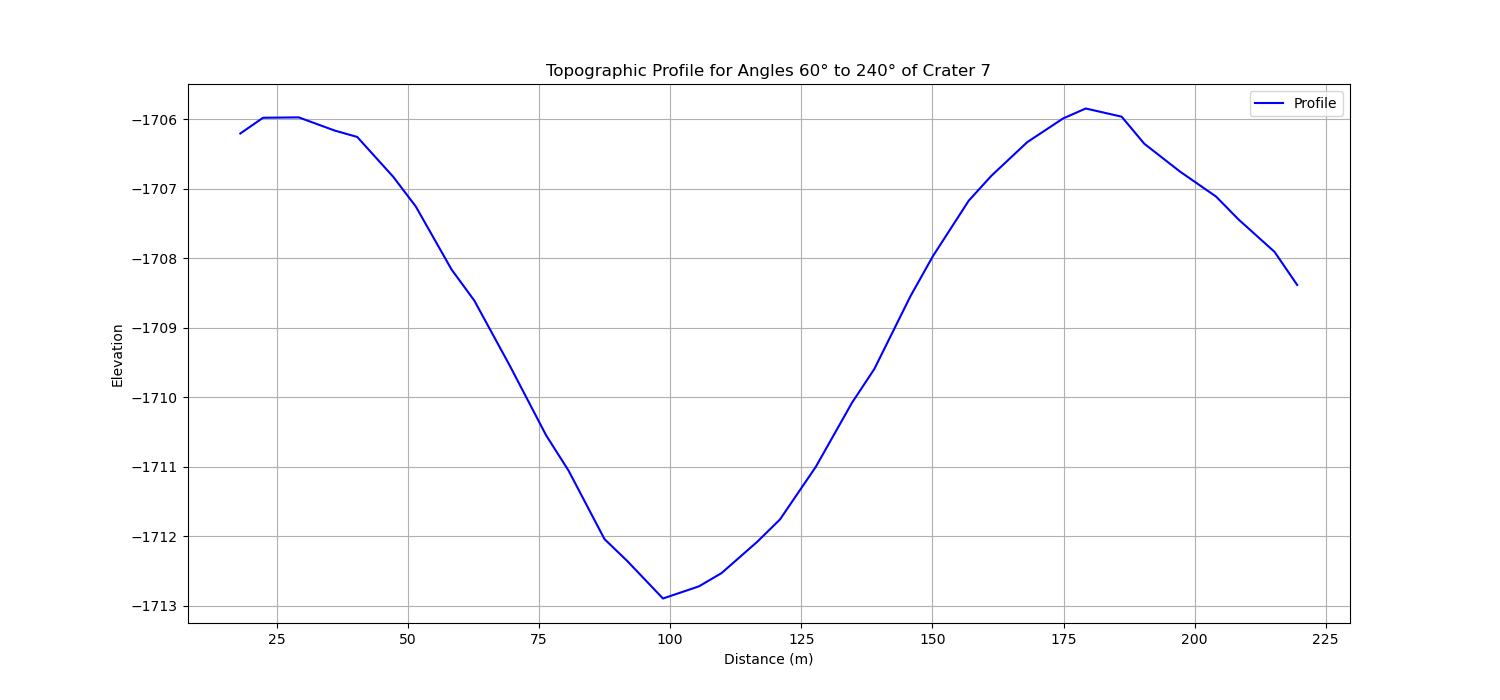 Topographic Profile for Angles 60° to 240° of Crater 7
Profile
−1706
−1707
−1708
−1709
−1710
−1711
−1712
−1713
Elevation
25 50 75 100 125 150 175 200 225
Distance (m)